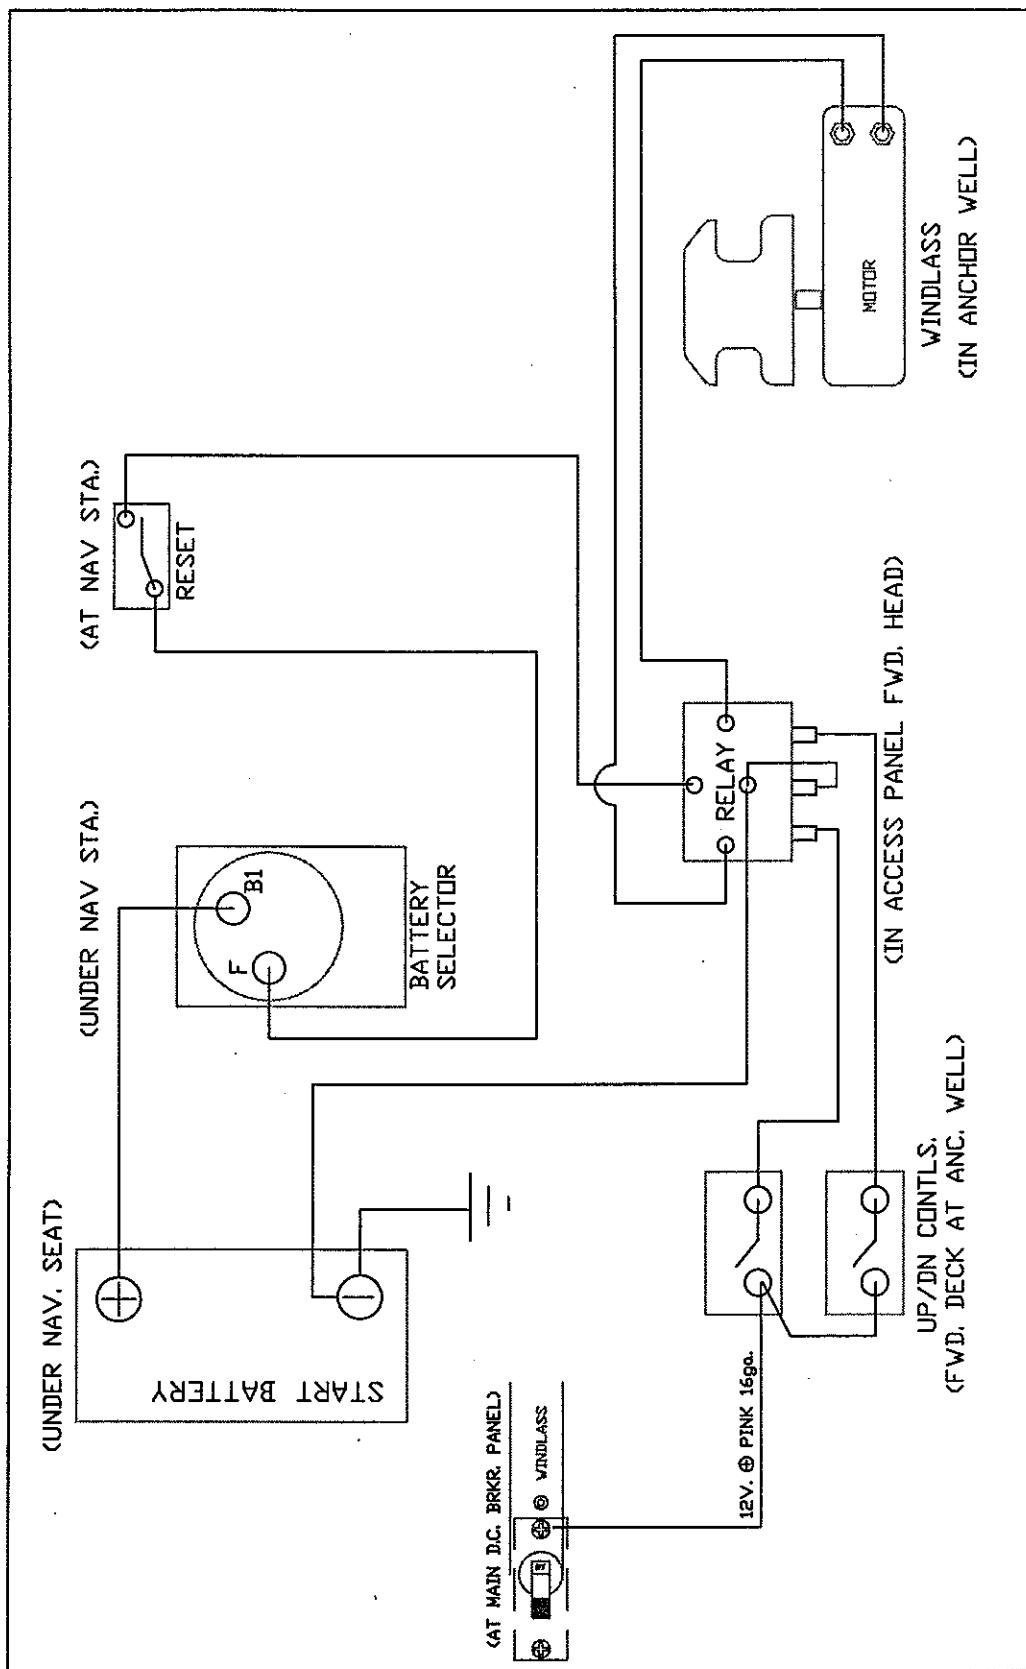 (UNDER NAV. SEAT)
START BATTERY
(UNDER NAV STA.)
B1
F
BATTERY
SELECTOR
(AT NAV STA.)
RESET
(AT MAIN D.C. BRKR. PANEL)
WINDLASS
12V. ⊕ PINK 16ga.
UP/DN CONTLS.
(FWD. DECK AT ANC. WELL)
RELAY
(IN ACCESS PANEL FWD. HEAD)
MOTOR
WINDLASS
(IN ANCHOR WELL)